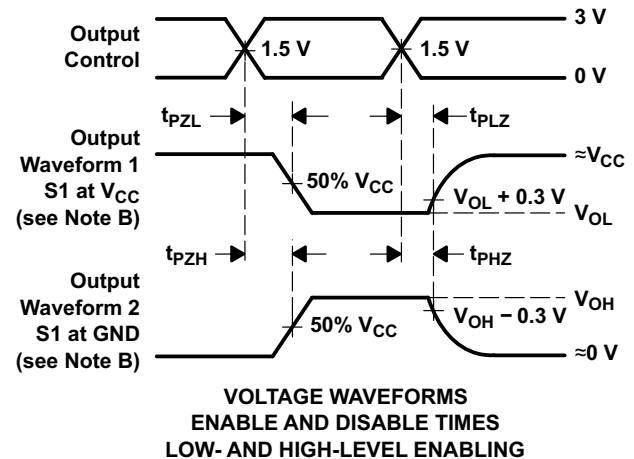 3 V
Output
Control
1.5 V
1.5 V
0 V
tPZL
tPLZ
Output
Waveform 1
S1 at VCC
(see Note B)
50% VCC
≈VCC
VOL + 0.3 V
VOL
tPZH
tPHZ
Output
Waveform 2
S1 at GND
(see Note B)
50% VCC
VOH
VOH − 0.3 V
≈0 V
VOLTAGE WAVEFORMS
ENABLE AND DISABLE TIMES
LOW- AND HIGH-LEVEL ENABLING